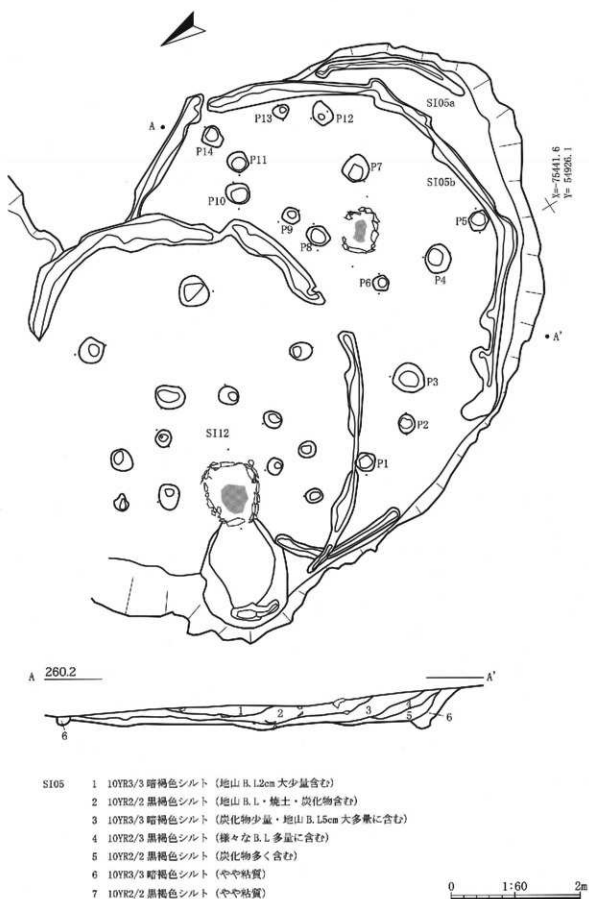 SI05a
A
P13
P12
P14
P11
P7
SI05b
X=-75441.6
Y= 54926.1
P10
P9
P5
P8
P4
P6
A'
P3
P2
SI12
P1
A 260.2 A'
1 2 3 4 5 6
6
SI05 1 10YR3/3 暗褐色シルト (地山 B.L2cm 大少量含む)
2 10YR2/2 黒褐色シルト (地山 B.L・焼土・炭化物含む)
3 10YR3/3 暗褐色シルト (炭化物少量・地山 B.L5cm 大多量に含む)
4 10YR2/3 黒褐色シルト (様々な B.L 多量に含む)
5 10YR2/2 黒褐色シルト (炭化物多く含む)
6 10YR3/3 暗褐色シルト (やや粘質)
7 10YR2/2 黒褐色シルト (やや粘質)
0 1:60 2m